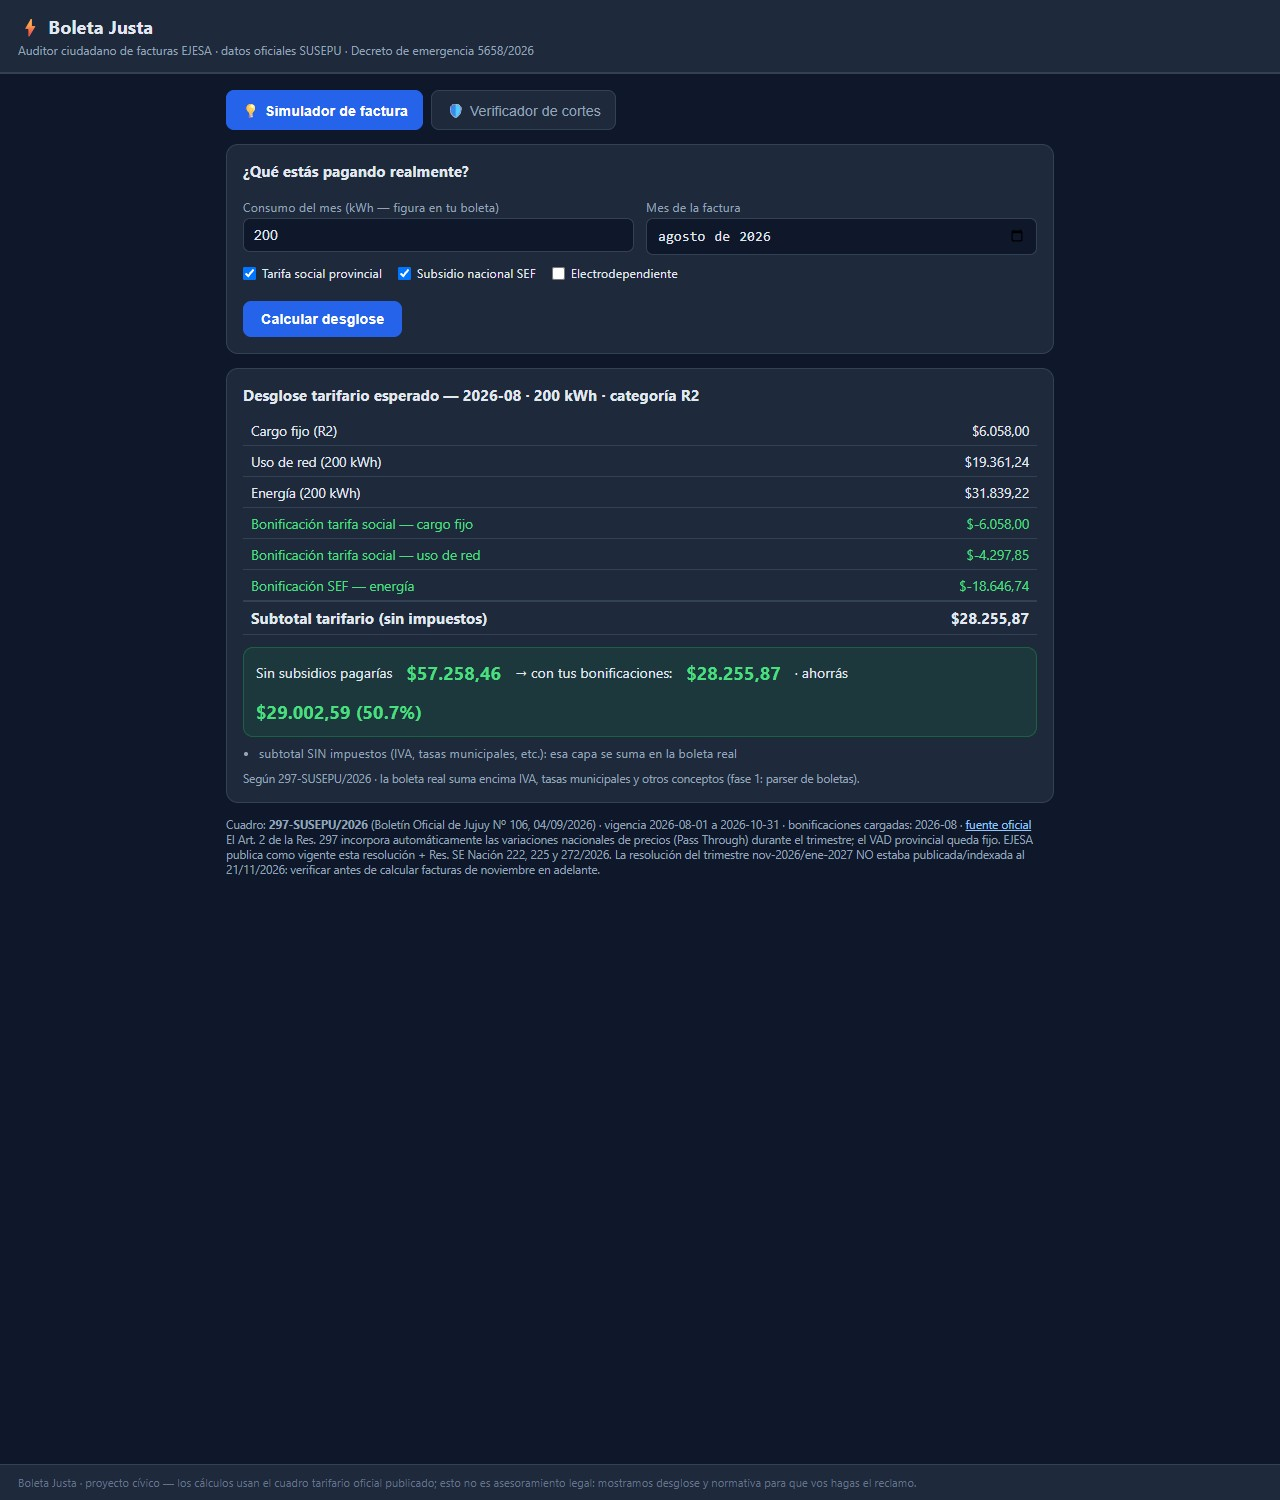 Boleta Justa
Auditor ciudadano de facturas EJESA · datos oficiales SUSEPU · Decreto de emergencia 5658/2026
Simulador de factura
Verificador de cortes
¿Qué estás pagando realmente?
Consumo del mes (kWh — figura en tu boleta)
Mes de la factura
200
agosto de 2026
Tarifa social provincial
Subsidio nacional SEF
Electrodependiente
Calcular desglose
Desglose tarifario esperado — 2026-08 · 200 kWh · categoría R2
Cargo fijo (R2) $6.058,00
Uso de red (200 kWh) $19.361,24
Energía (200 kWh) $31.839,22
Bonificación tarifa social — cargo fijo $-6.058,00
Bonificación tarifa social — uso de red $-4.297,85
Bonificación SEF — energía $-18.646,74
Subtotal tarifario (sin impuestos) $28.255,87
Sin subsidios pagarías $57.258,46 → con tus bonificaciones: $28.255,87 · ahorrás
$29.002,59 (50.7%)
• subtotal SIN impuestos (IVA, tasas municipales, etc.): esa capa se suma en la boleta real
Según 297-SUSEPU/2026 · la boleta real suma encima IVA, tasas municipales y otros conceptos (fase 1: parser de boletas).
Cuadro: 297-SUSEPU/2026 (Boletín Oficial de Jujuy Nº 106, 04/09/2026) · vigencia 2026-08-01 a 2026-10-31 · bonificaciones cargadas: 2026-08 · fuente oficial
El Art. 2 de la Res. 297 incorpora automáticamente las variaciones nacionales de precios (Pass Through) durante el trimestre; el VAD provincial queda fijo. EJESA
publica como vigente esta resolución + Res. SE Nación 222, 225 y 272/2026. La resolución del trimestre nov-2026/ene-2027 NO estaba publicada/indexada al
21/11/2026: verificar antes de calcular facturas de noviembre en adelante.
Boleta Justa · proyecto cívico — los cálculos usan el cuadro tarifario oficial publicado; esto no es asesoramiento legal: mostramos desglose y normativa para que vos hagas el reclamo.